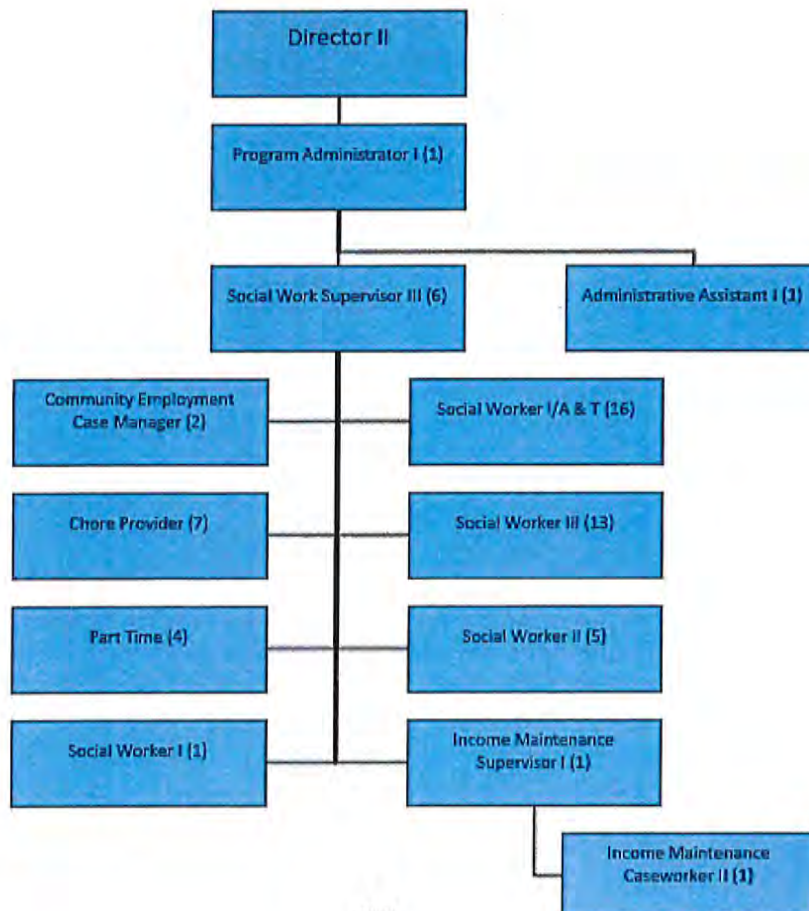 Director II
Program Administrator I (1)
Social Work Supervisor III (6)
Administrative Assistant I (1)
Community Employment
Case Manager (2)
Social Worker I/A & T (16)
Chore Provider (7)
Social Worker III (13)
Part Time (4)
Social Worker II (5)
Social Worker I (1)
Income Maintenance
Supervisor I (1)
Income Maintenance
Caseworker II (1)